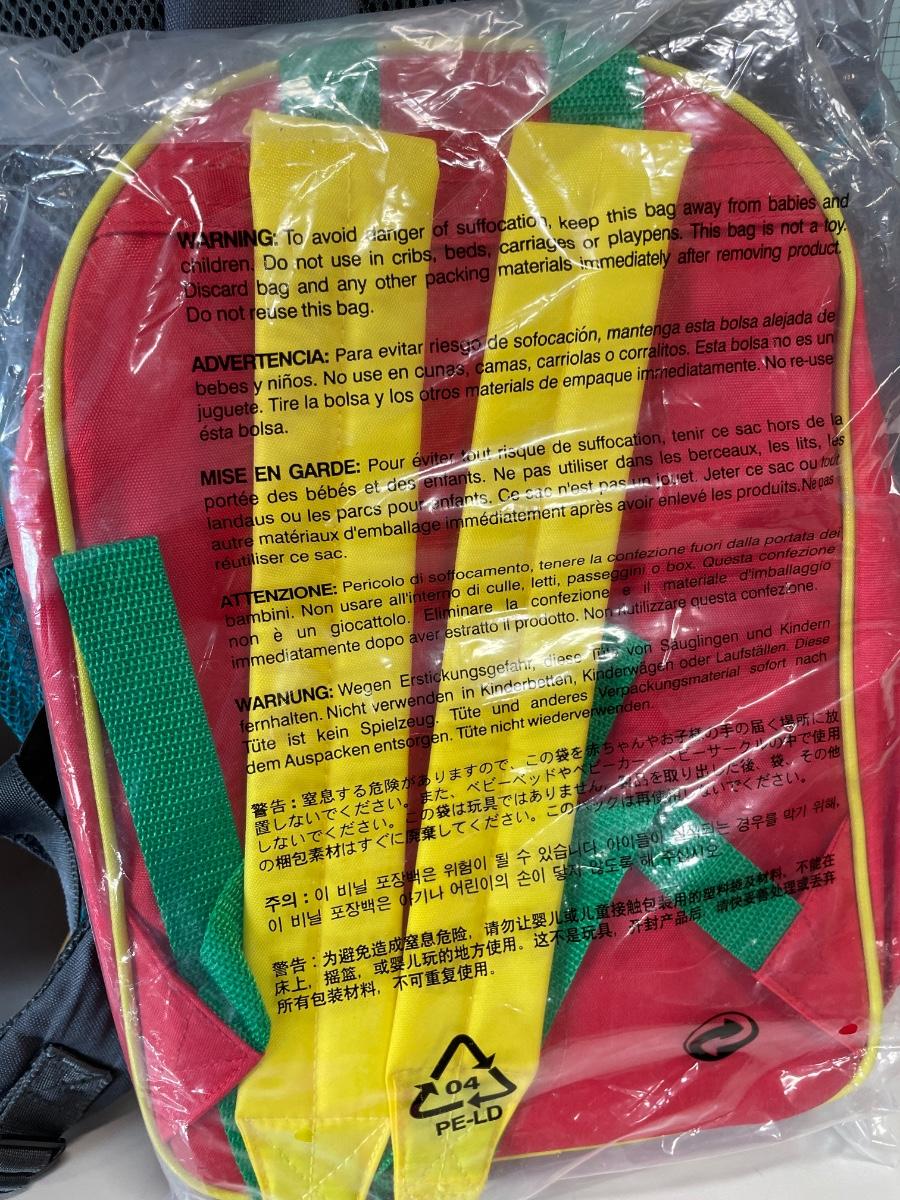 WARNING: To avoid danger of suffocation, keep this bag away from babies and
children. Do not use in cribs, beds, carriages or playpens. This bag is not a toy.
Discard bag and any other packing materials immediately after removing product.
Do not reuse this bag.
ADVERTENCIA: Para evitar riesgo de sofocación, mantenga esta bolsa alejada de
bebes y niños. No use en cunas, camas, carriolas o corralitos. Esta bolsa no es un
juguete. Tire la bolsa y los otros materials de empaque immediatamente. No re-use
ésta bolsa.
MISE EN GARDE: Pour éviter tout risque de suffocation, tenir ce sac hors de la
portée des bébés et des enfants. Ne pas utiliser dans les berceaux, les lits, les
landaus ou les parcs pour enfants. Ce sac n'est pas un jouet. Jeter ce sac ou tout
autre matériaux d'emballage immédiatement après avoir enlevé les produits. Ne pas
réutiliser ce sac.
ATTENZIONE: Pericolo di soffocamento, tenere la confezione fuori dalla portata dei
bambini. Non usare all'interno di culle, letti, passeggini o box. Questa confezione
non è un giocattolo. Eliminare la confezione e il materiale d'imballaggio
immediatamente dopo aver estratto il prodotto. Non riutilizzare questa confezione.
WARNUNG: Wegen Erstickungsgefahr, diese Tüte von Säuglingen und Kindern
fernhalten. Nicht verwenden in Kinderbetten, Kinderwägen oder Laufställen. Diese
Tüte ist kein Spielzeug. Tüte und anderes Verpackungsmaterial sofort nach
dem Auspacken entsorgen. Tüte nicht wiederverwenden.
警告：窒息する危険がありますので、この袋を赤ちゃんやお子様の手の届く場所に放
置しないでください。また、ベビーベッドやベビーカー、ベビーサークルの中で使用
しないでください。この袋は玩具ではありません。製品を取り出した後、袋、その他
の梱包素材はすぐに廃棄してください。このバッグは再使用しないでください。
주의 : 이 비닐 포장백은 위험이 될 수 있습니다. 아이들이 경우를 막기 위해,
이 비닐 포장백은 아기나 어린이의 손이 닿지 않도록 해 주십시오
警告：为避免造成窒息危险，请勿让婴儿或儿童接触包装用的塑料袋及材料，不能在
床上，摇篮，或婴儿玩的地方使用。这不是玩具，开封产品后，请快妥善处理或丢弃
所有包装材料，不可重复使用。
04
PE-LD